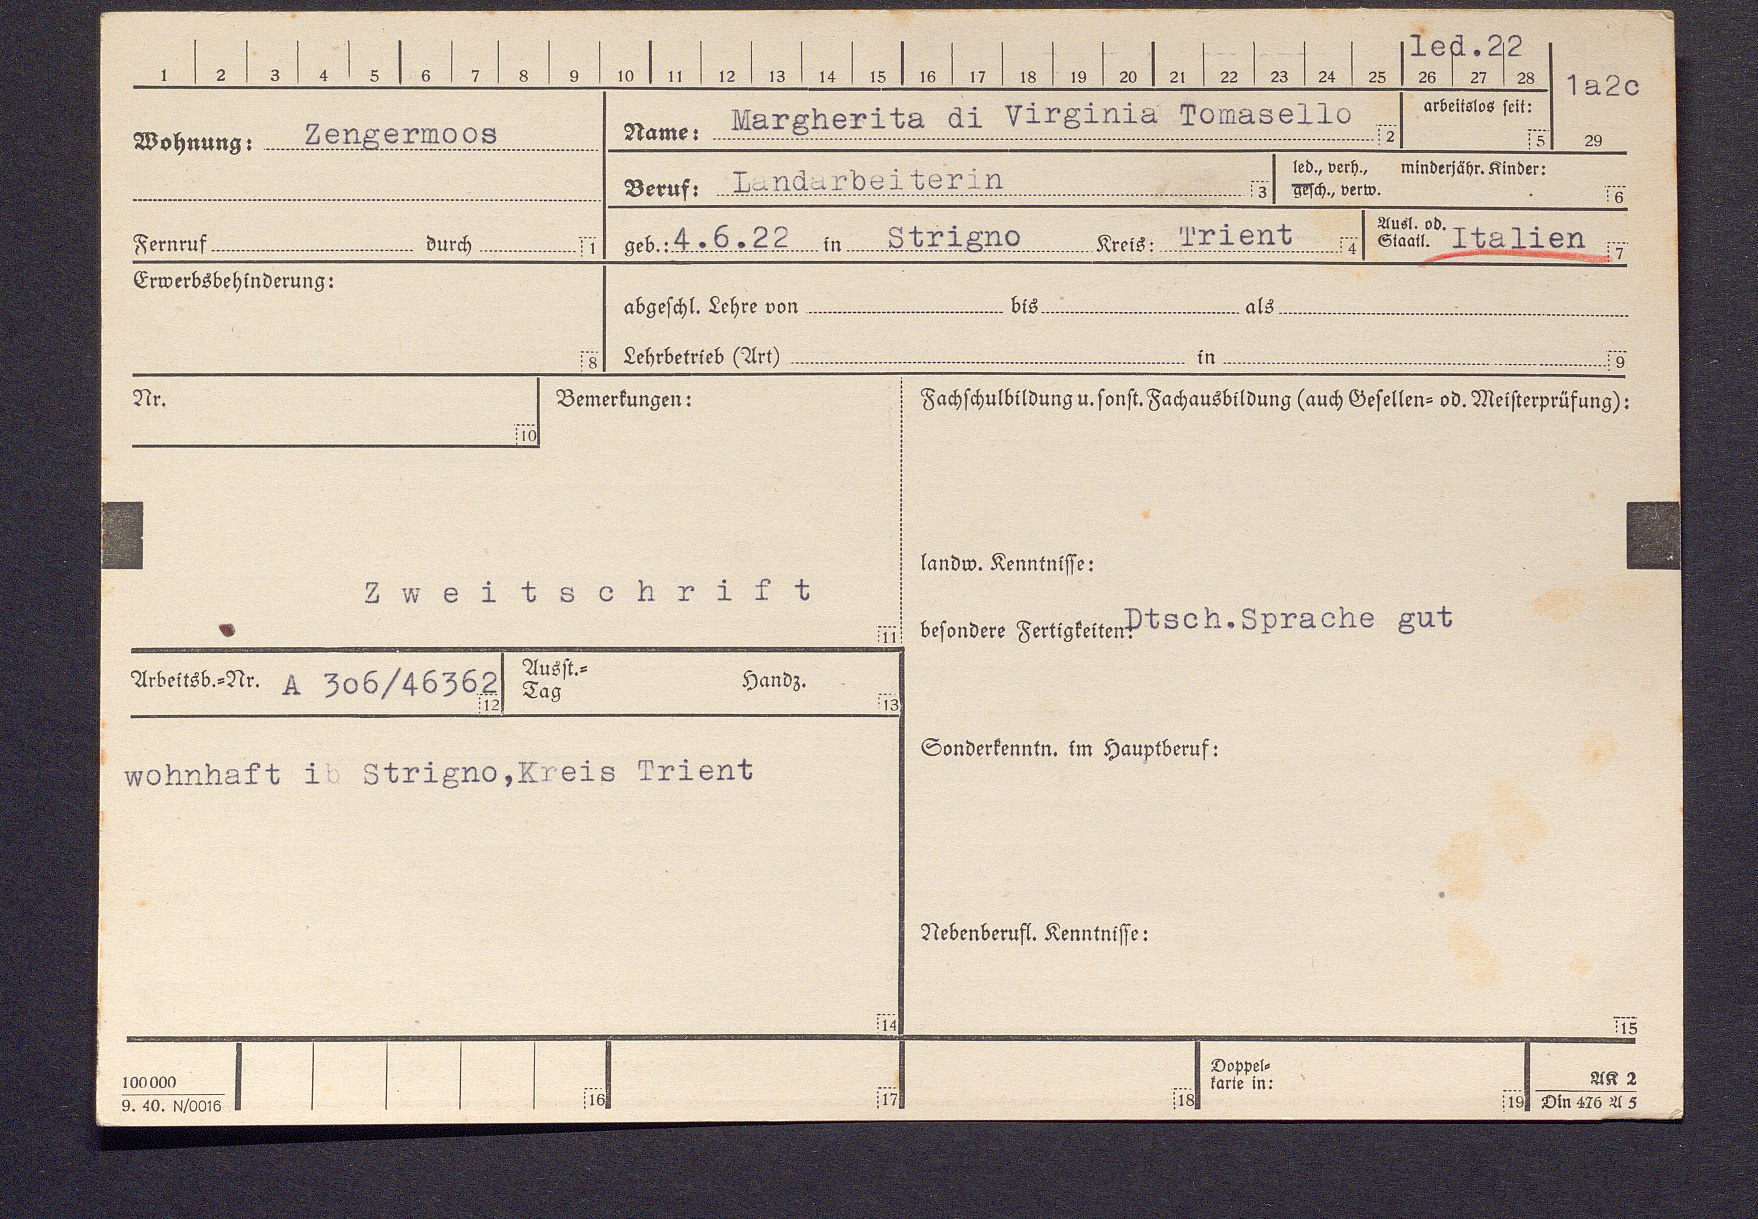 led.22
1 2 3 4 5 6 7 8 9 10 11 12 13 14 15 16 17 18 19 20 21 22 23 24 25 26 27 28
1a2c
29
Wohnung: Zengermoos
Name: Margherita di Virginia Tomasello 2
arbeitslos seit: 5
Beruf: Landarbeiterin 3
led., verh., gesch., verw.
minderjähr. Kinder: 6
Fernruf durch 1
geb.: 4.6.22 in Strigno Kreis: Trient 4
Ausl. od. Staatl. Italien 7
Erwerbsbehinderung: 8
abgeschl. Lehre von bis als
Lehrbetrieb (Art) in 9
Nr. 10
Bemerkungen:
Fachschulbildung u. sonst. Fachausbildung (auch Gesellen- od. Meisterprüfung):
landw. Kenntnisse:
Zweitschrift 11
besondere Fertigkeiten: Dtsch.Sprache gut
Arbeitsb.-Nr. A 306/46362 12
Ausst.-Tag Handz. 13
Sonderkenntn. im Hauptberuf:
wohnhaft ib Strigno,Kreis Trient
Nebenberufl. Kenntnisse:
14
15
100000
9. 40. N/0016
16
17
18
Doppel-
karte in: 19
AK 2
Din 476 A 5